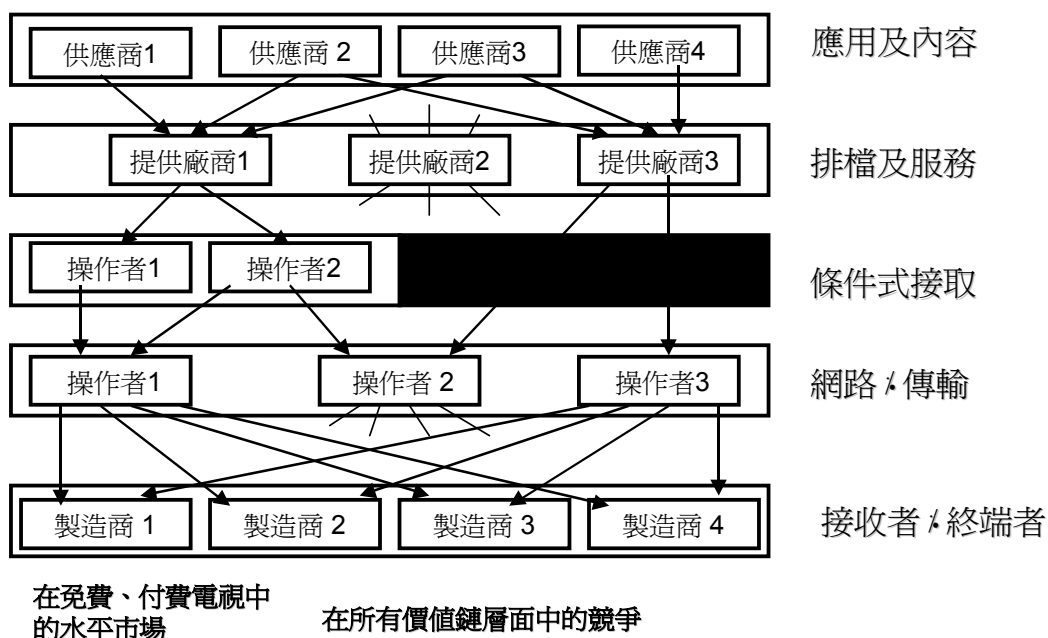 供應商1
供應商 2
供應商3
供應商4
應用及內容
提供廠商1
提供廠商2
提供廠商3
排檔及服務
操作者1
操作者2
條件式接取
操作者1
操作者 2
操作者3
網路/傳輸
製造商 1
製造商 2
製造商 3
製造商 4
接收者/終端者
在免費、付費電視中
的水平市場
在所有價值鏈層面中的競爭